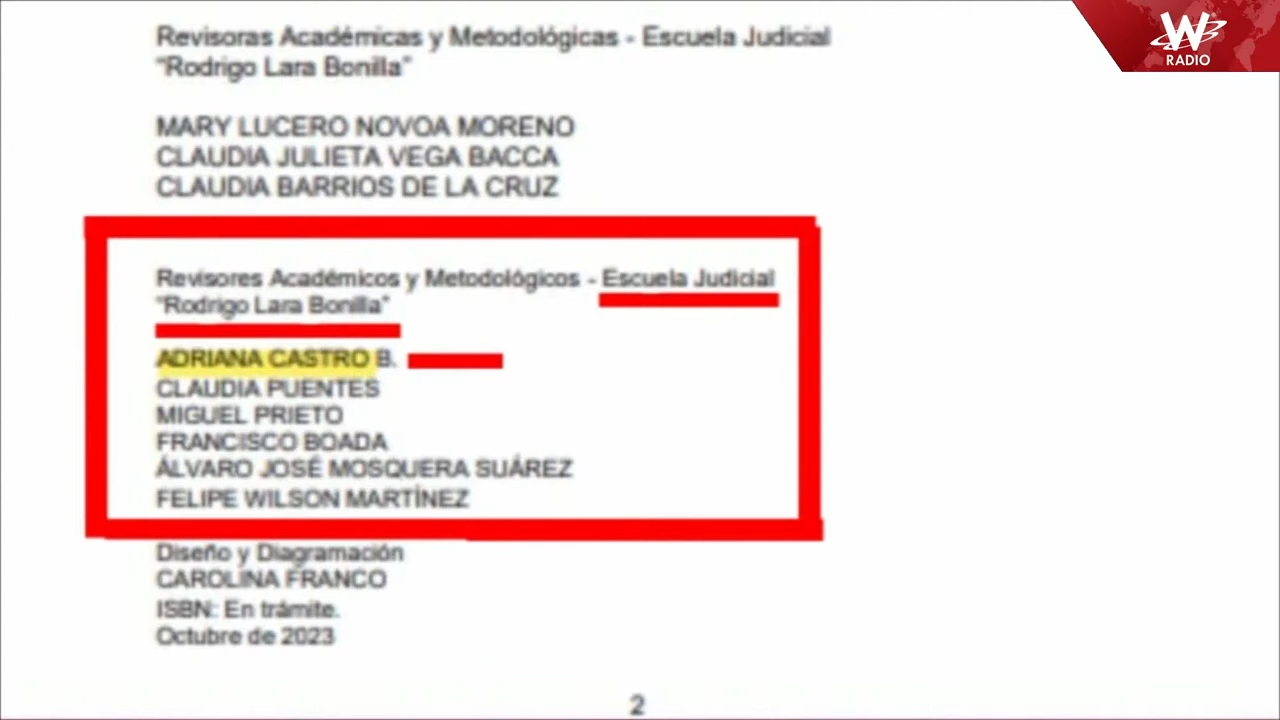 W
RADIO
Revisoras Académicas y Metodológicas - Escuela Judicial
"Rodrigo Lara Bonilla"
MARY LUCERO NOVOA MORENO
CLAUDIA JULIETA VEGA BACCA
CLAUDIA BARRIOS DE LA CRUZ
Revisores Académicos y Metodológicos - Escuela Judicial
"Rodrigo Lara Bonilla"
ADRIANA CASTRO B.
CLAUDIA PUENTES
MIGUEL PRIETO
FRANCISCO BOADA
ÁLVARO JOSÉ MOSQUERA SUÁREZ
FELIPE WILSON MARTÍNEZ
Diseño y Diagramación
CAROLINA FRANCO
ISBN: En trámite.
Octubre de 2023
2